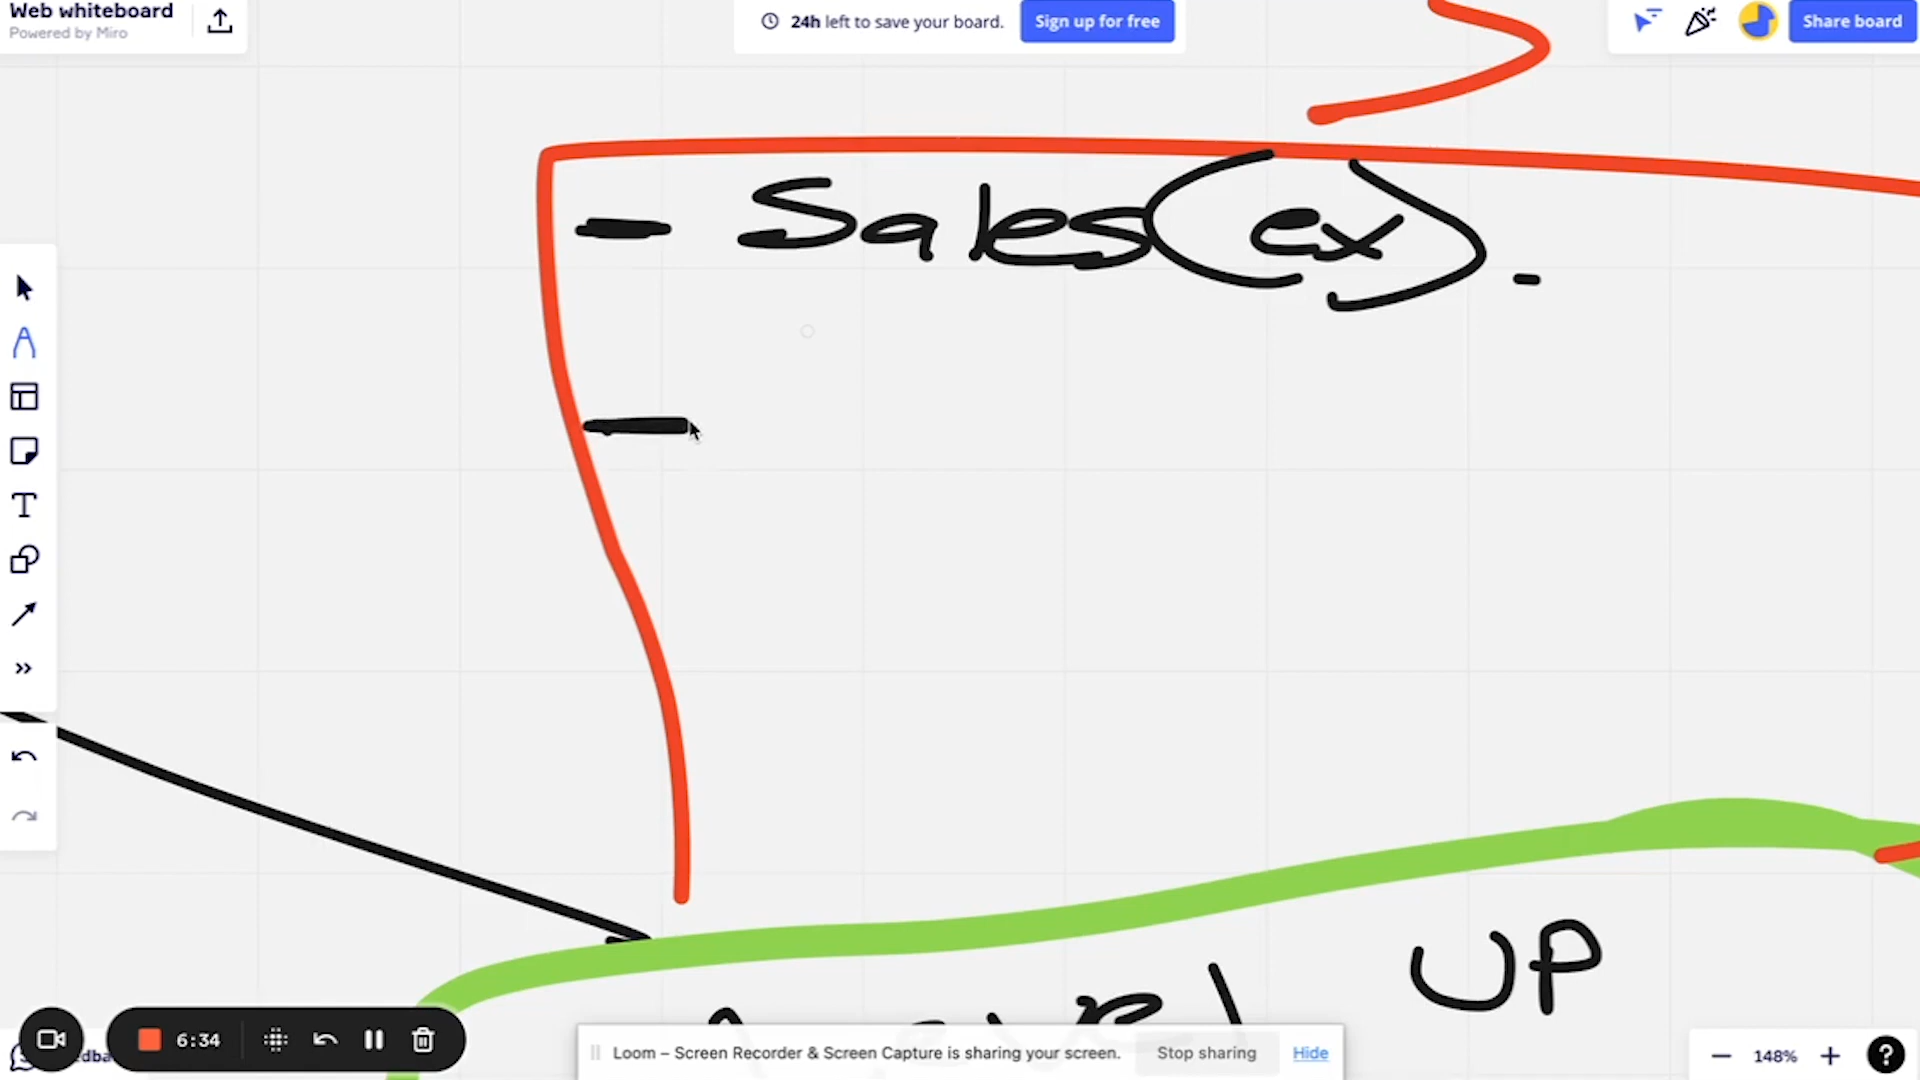 Web whiteboard
Powered by Miro
24h left to save your board.
Sign up for free
Share board
- Sales (ex).
-
UP
evel
6:34
Loom – Screen Recorder & Screen Capture is sharing your screen.
Stop sharing
Hide
148%